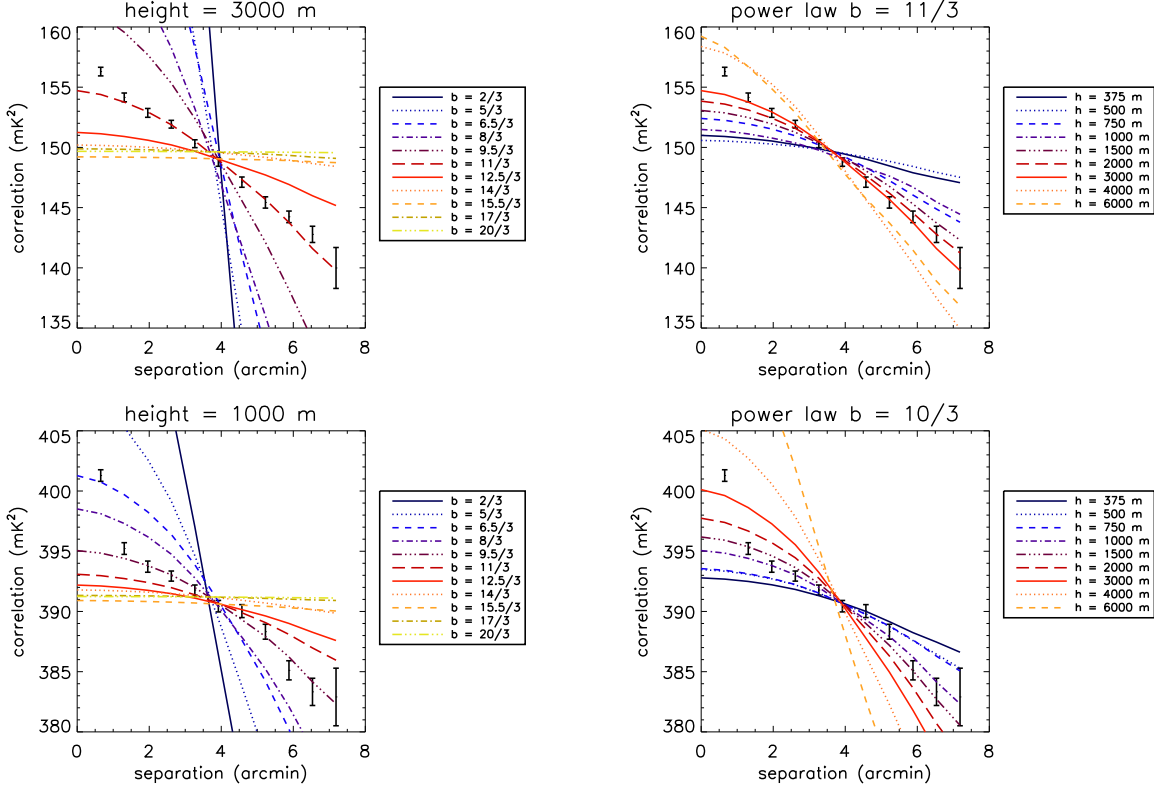 height = 3000 m
160
155
150
145
140
135
correlation (mK²)
0 2 4 6 8
separation (arcmin)
b = 2/3
b = 5/3
b = 6.5/3
b = 8/3
b = 9.5/3
b = 11/3
b = 12.5/3
b = 14/3
b = 15.5/3
b = 17/3
b = 20/3
power law b = 11/3
160
155
150
145
140
135
correlation (mK²)
0 2 4 6 8
separation (arcmin)
h = 375 m
h = 500 m
h = 750 m
h = 1000 m
h = 1500 m
h = 2000 m
h = 3000 m
h = 4000 m
h = 6000 m
height = 1000 m
405
400
395
390
385
380
correlation (mK²)
0 2 4 6 8
separation (arcmin)
b = 2/3
b = 5/3
b = 6.5/3
b = 8/3
b = 9.5/3
b = 11/3
b = 12.5/3
b = 14/3
b = 15.5/3
b = 17/3
b = 20/3
power law b = 10/3
405
400
395
390
385
380
correlation (mK²)
0 2 4 6 8
separation (arcmin)
h = 375 m
h = 500 m
h = 750 m
h = 1000 m
h = 1500 m
h = 2000 m
h = 3000 m
h = 4000 m
h = 6000 m